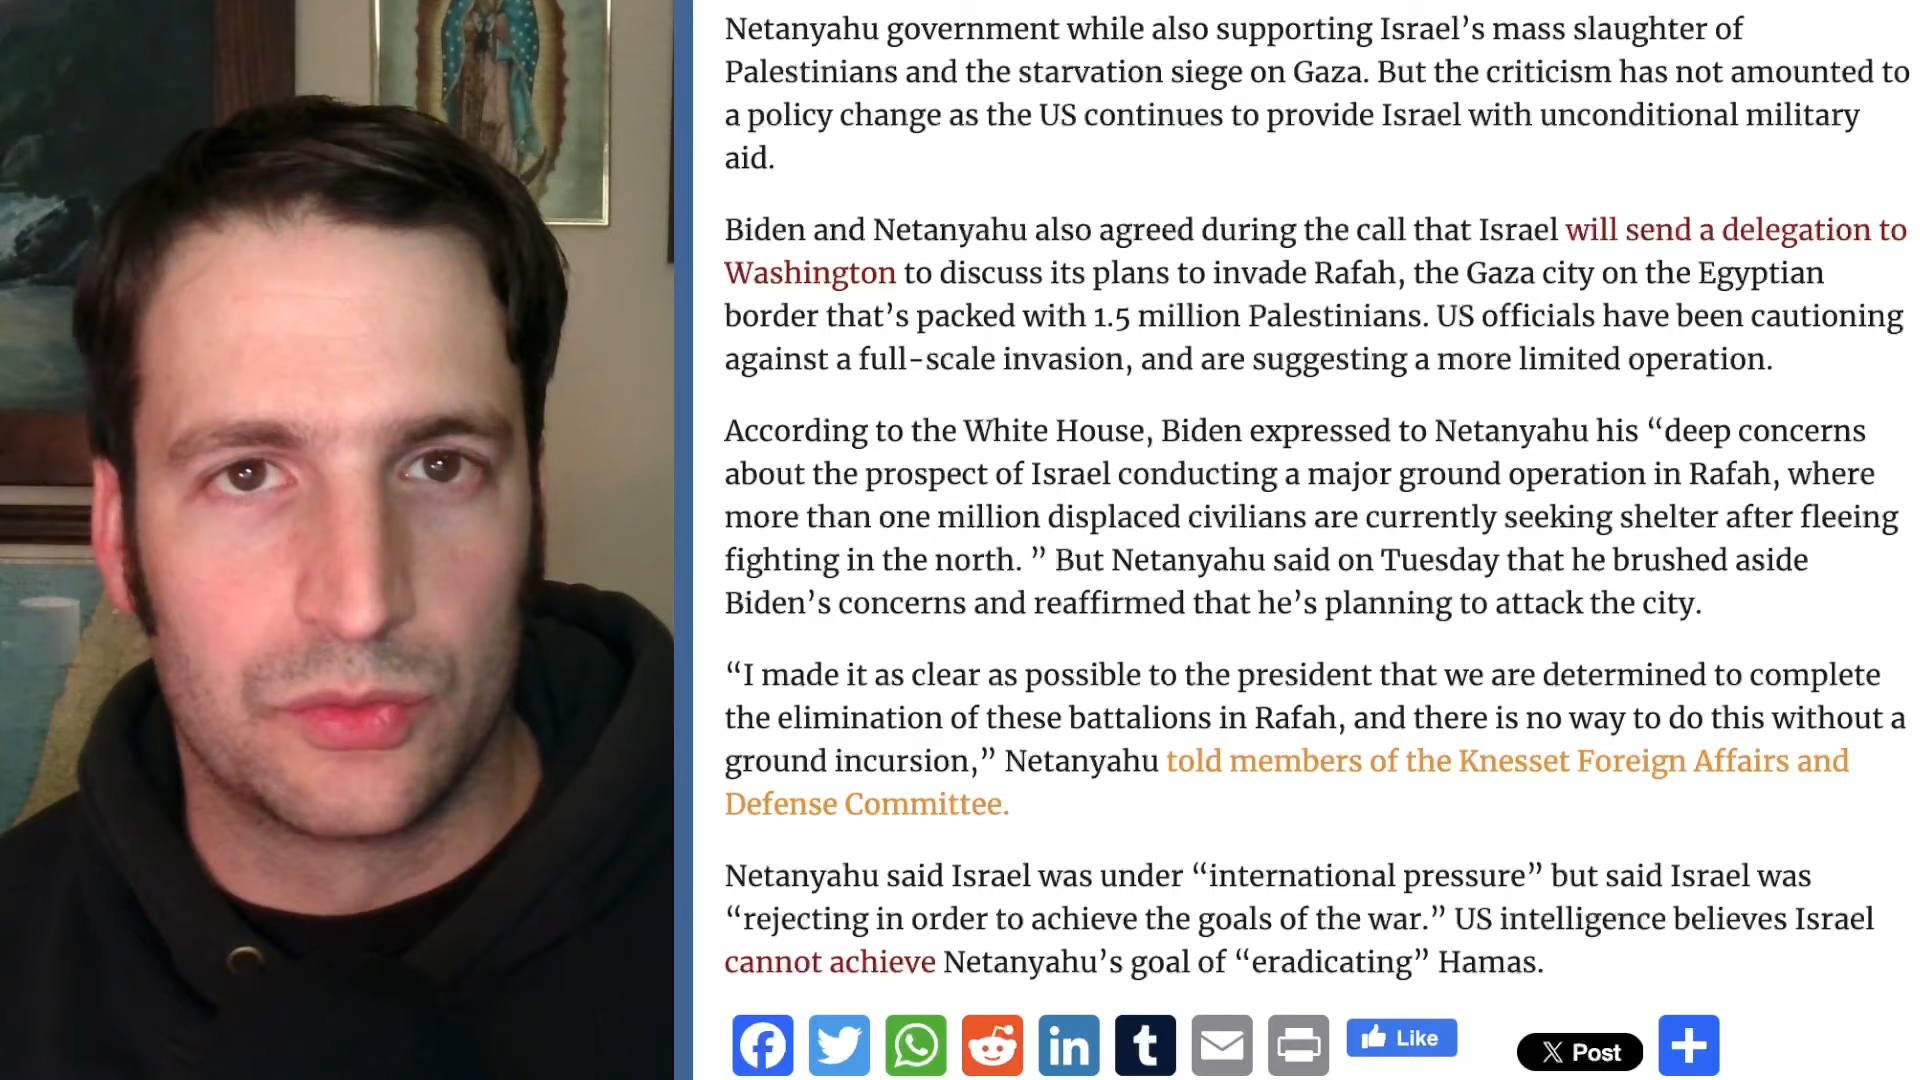 Netanyahu government while also supporting Israel’s mass slaughter of
Palestinians and the starvation siege on Gaza. But the criticism has not amounted to
a policy change as the US continues to provide Israel with unconditional military
aid.
Biden and Netanyahu also agreed during the call that Israel will send a delegation to
Washington to discuss its plans to invade Rafah, the Gaza city on the Egyptian
border that’s packed with 1.5 million Palestinians. US officials have been cautioning
against a full-scale invasion, and are suggesting a more limited operation.
According to the White House, Biden expressed to Netanyahu his “deep concerns
about the prospect of Israel conducting a major ground operation in Rafah, where
more than one million displaced civilians are currently seeking shelter after fleeing
fighting in the north. ” But Netanyahu said on Tuesday that he brushed aside
Biden’s concerns and reaffirmed that he’s planning to attack the city.
“I made it as clear as possible to the president that we are determined to complete
the elimination of these battalions in Rafah, and there is no way to do this without a
ground incursion,” Netanyahu told members of the Knesset Foreign Affairs and
Defense Committee.
Netanyahu said Israel was under “international pressure” but said Israel was
“rejecting in order to achieve the goals of the war.” US intelligence believes Israel
cannot achieve Netanyahu’s goal of “eradicating” Hamas.
Like
X Post